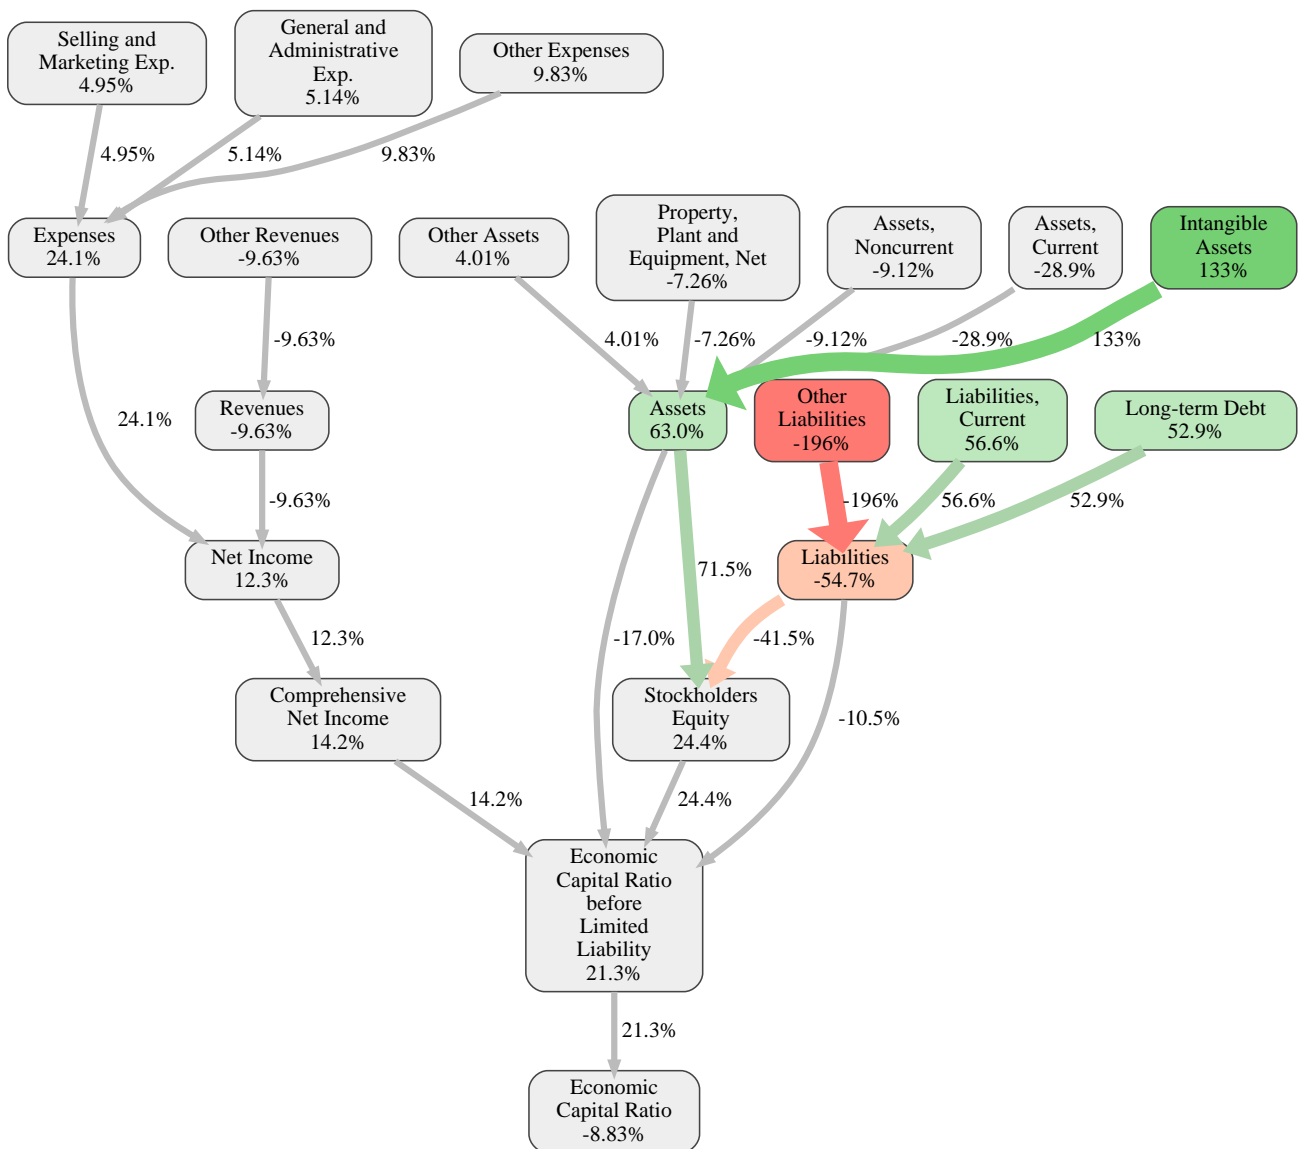 Selling and
Marketing Exp.
4.95%
General and
Administrative
Exp.
5.14%
Other Expenses
9.83%
4.95%
5.14%
9.83%
Expenses
24.1%
Other Revenues
-9.63%
Other Assets
4.01%
Property,
Plant and
Equipment, Net
-7.26%
Assets,
Noncurrent
-9.12%
Assets,
Current
-28.9%
Intangible
Assets
133%
-9.63%
4.01%
-7.26%
-9.12%
-28.9%
133%
24.1%
Revenues
-9.63%
Assets
63.0%
Other
Liabilities
-196%
Liabilities,
Current
56.6%
Long-term Debt
52.9%
-9.63%
-196%
56.6%
52.9%
Net Income
12.3%
71.5%
Liabilities
-54.7%
12.3%
-17.0%
-41.5%
Comprehensive
Net Income
14.2%
Stockholders
Equity
24.4%
-10.5%
14.2%
24.4%
Economic
Capital Ratio
before
Limited
Liability
21.3%
21.3%
Economic
Capital Ratio
-8.83%